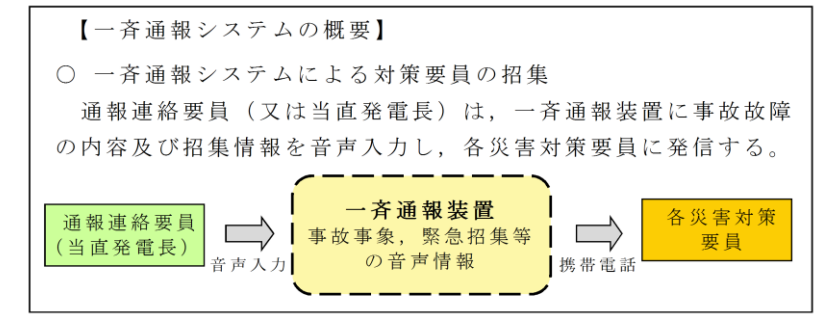 【一斉通報システムの概要】
○ 一斉通報システムによる対策要員の招集
通報連絡要員（又は当直発電長）は，一斉通報装置に事故故障
の内容及び招集情報を音声入力し，各災害対策要員に発信する。
通報連絡要員
（当直発電長）
音声入力
一斉通報装置
事故事象，緊急招集等
の音声情報
携帯電話
各災害対策
要員